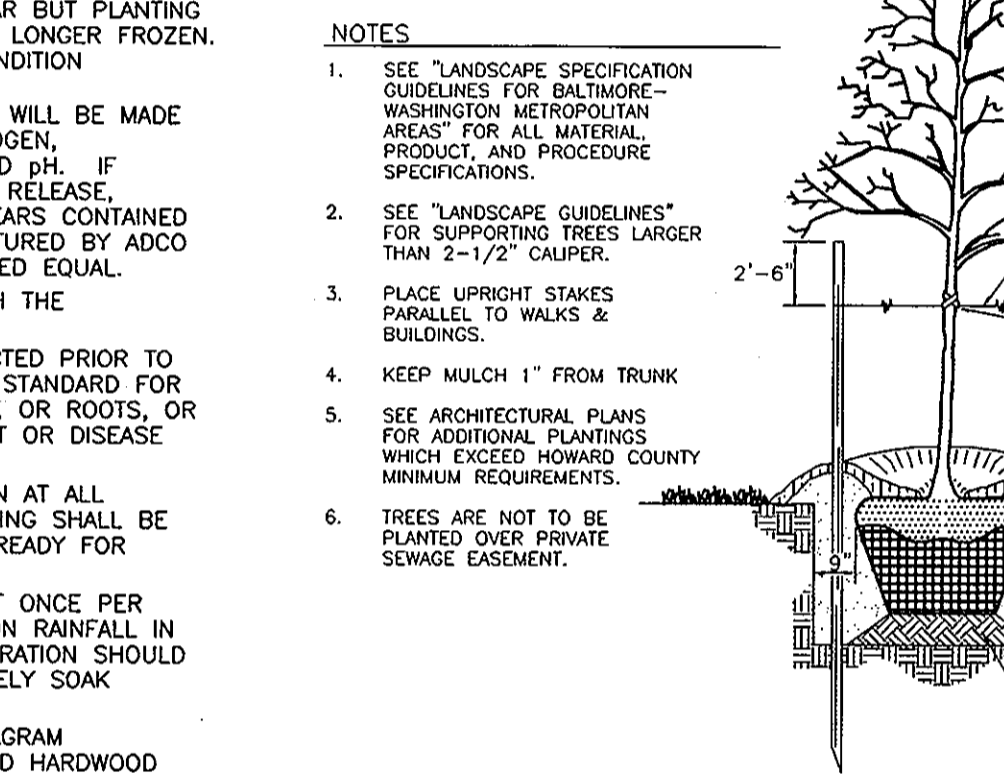 AR BUT PLANTING
LONGER FROZEN.
NDITION
WILL BE MADE
OGEN,
D pH. IF
RELEASE,
EARS CONTAINED
TURED BY ADCO
ED EQUAL.
H THE
CTED PRIOR TO
STANDARD FOR
OR ROOTS, OR
T OR DISEASE
N AT ALL
ING SHALL BE
READY FOR
T ONCE PER
ON RAINFALL IN
RATION SHOULD
ELY SOAK
AGRAM
D HARDWOOD
NOTES
1. SEE "LANDSCAPE SPECIFICATION
GUIDELINES FOR BALTIMORE-
WASHINGTON METROPOLITAN
AREAS" FOR ALL MATERIAL,
PRODUCT, AND PROCEDURE
SPECIFICATIONS.
2. SEE "LANDSCAPE GUIDELINES"
FOR SUPPORTING TREES LARGER
THAN 2-1/2" CALIPER.
3. PLACE UPRIGHT STAKES
PARALLEL TO WALKS &
BUILDINGS.
4. KEEP MULCH 1" FROM TRUNK
5. SEE ARCHITECTURAL PLANS
FOR ADDITIONAL PLANTINGS
WHICH EXCEED HOWARD COUNTY
MINIMUM REQUIREMENTS.
6. TREES ARE NOT TO BE
PLANTED OVER PRIVATE
SEWAGE EASEMENT.
2'-6"
9"